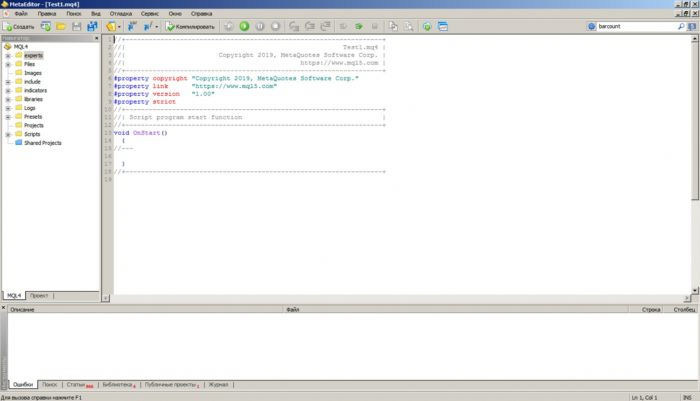 MetaEditor - [Test1.mq4]
Файл Правка Поиск Вид Отладка Сервис Окно Справка
Создать Компилировать barcount
Навигатор
MQL4
experts
Files
Images
include
indicators
libraries
Logs
Presets
Projects
Scripts
Shared Projects
MQL4 Проект
1 //+------------------------------------------------------------------+
2 //| Test1.mq4 |
3 //| Copyright 2019, MetaQuotes Software Corp. |
4 //| https://www.mql5.com |
5 //+------------------------------------------------------------------+
6 #property copyright "Copyright 2019, MetaQuotes Software Corp."
7 #property link "https://www.mql5.com"
8 #property version "1.00"
9 #property strict
10 //+------------------------------------------------------------------+
11 //| Script program start function |
12 //+------------------------------------------------------------------+
13 void OnStart()
14 {
15 //---
16
17 }
18 //+------------------------------------------------------------------+
19
Описание Файл Строка Столбец
Ошибки Поиск Статьи Библиотека Публичные проекты Журнал
Для вызова справки нажмите F1 Ln 1, Col 1 INS